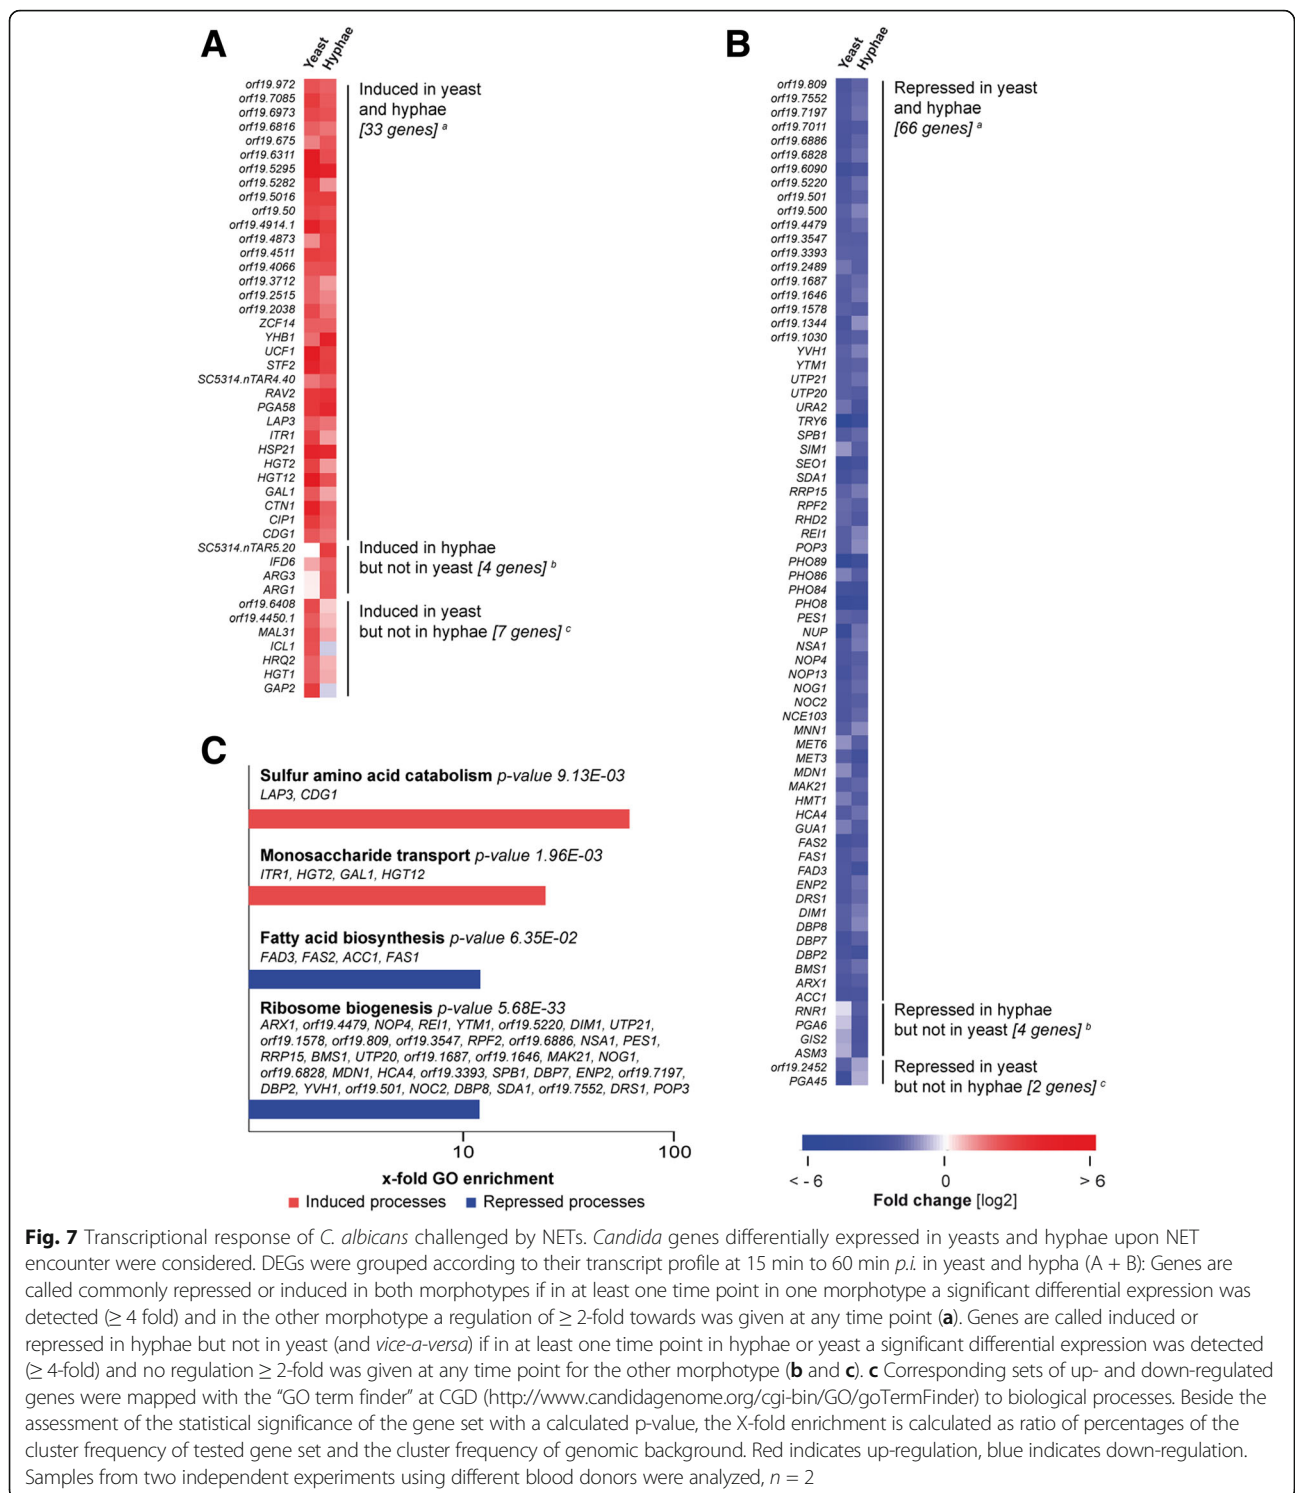 A
Yeast
Hyphae
orf19.972
orf19.7085
orf19.6973
orf19.6816
orf19.675
orf19.6311
orf19.5295
orf19.5282
orf19.5016
orf19.50
orf19.4914.1
orf19.4873
orf19.4511
orf19.4066
orf19.3712
orf19.2515
orf19.2038
ZCF14
YHB1
UCF1
STF2
SC5314.nTAR4.40
RAV2
PGA58
LAP3
ITR1
HSP21
HGT2
HGT12
GAL1
CTN1
CIP1
CDG1
SC5314.nTAR5.20
IFD6
ARG3
ARG1
orf19.6408
orf19.4450.1
MAL31
ICL1
HRQ2
HGT1
GAP2
Induced in yeast
and hyphae
[33 genes] a
Induced in hyphae
but not in yeast [4 genes] b
Induced in yeast
but not in hyphae [7 genes] c
B
Yeast
Hyphae
orf19.809
orf19.7552
orf19.7197
orf19.7011
orf19.6886
orf19.6828
orf19.6090
orf19.5220
orf19.501
orf19.500
orf19.4479
orf19.3547
orf19.3393
orf19.2489
orf19.1687
orf19.1646
orf19.1578
orf19.1344
orf19.1030
YVH1
YTM1
UTP21
UTP20
URA2
TRY6
SPB1
SIM1
SEO1
SDA1
RRP15
RPF2
RHD2
REI1
POP3
PHO89
PHO86
PHO84
PHO8
PES1
NUP
NSA1
NOP4
NOP13
NOG1
NOC2
NCE103
MNN1
MET6
MET3
MDN1
MAK21
HMT1
HCA4
GUA1
FAS2
FAS1
FAD3
ENP2
DRS1
DIM1
DBP8
DBP7
DBP2
BMS1
ARX1
ACC1
RNR1
PGA6
GIS2
ASM3
orf19.2452
PGA45
Repressed in yeast
and hyphae
[66 genes] a
Repressed in hyphae
but not in yeast [4 genes] b
Repressed in yeast
but not in hyphae [2 genes] c
< - 6
0
> 6
Fold change [log2]
C
Sulfur amino acid catabolism p-value 9.13E-03
LAP3, CDG1
Monosaccharide transport p-value 1.96E-03
ITR1, HGT2, GAL1, HGT12
Fatty acid biosynthesis p-value 6.35E-02
FAD3, FAS2, ACC1, FAS1
Ribosome biogenesis p-value 5.68E-33
ARX1, orf19.4479, NOP4, REI1, YTM1, orf19.5220, DIM1, UTP21,
orf19.1578, orf19.809, orf19.3547, RPF2, orf19.6886, NSA1, PES1,
RRP15, BMS1, UTP20, orf19.1687, orf19.1646, MAK21, NOG1,
orf19.6828, MDN1, HCA4, orf19.3393, SPB1, DBP7, ENP2, orf19.7197,
DBP2, YVH1, orf19.501, NOC2, DBP8, SDA1, orf19.7552, DRS1, POP3
10
100
x-fold GO enrichment
Induced processes
Repressed processes
Fig. 7 Transcriptional response of C. albicans challenged by NETs. Candida genes differentially expressed in yeasts and hyphae upon NET
encounter were considered. DEGs were grouped according to their transcript profile at 15 min to 60 min p.i. in yeast and hypha (A + B): Genes are
called commonly repressed or induced in both morphotypes if in at least one time point in one morphotype a significant differential expression was
detected (≥ 4 fold) and in the other morphotype a regulation of ≥ 2-fold towards was given at any time point (a). Genes are called induced or
repressed in hyphae but not in yeast (and vice-a-versa) if in at least one time point in hyphae or yeast a significant differential expression was detected
(≥ 4-fold) and no regulation ≥ 2-fold was given at any time point for the other morphotype (b and c). c Corresponding sets of up- and down-regulated
genes were mapped with the “GO term finder” at CGD (http://www.candidagenome.org/cgi-bin/GO/goTermFinder) to biological processes. Beside the
assessment of the statistical significance of the gene set with a calculated p-value, the X-fold enrichment is calculated as ratio of percentages of the
cluster frequency of tested gene set and the cluster frequency of genomic background. Red indicates up-regulation, blue indicates down-regulation.
Samples from two independent experiments using different blood donors were analyzed, n = 2